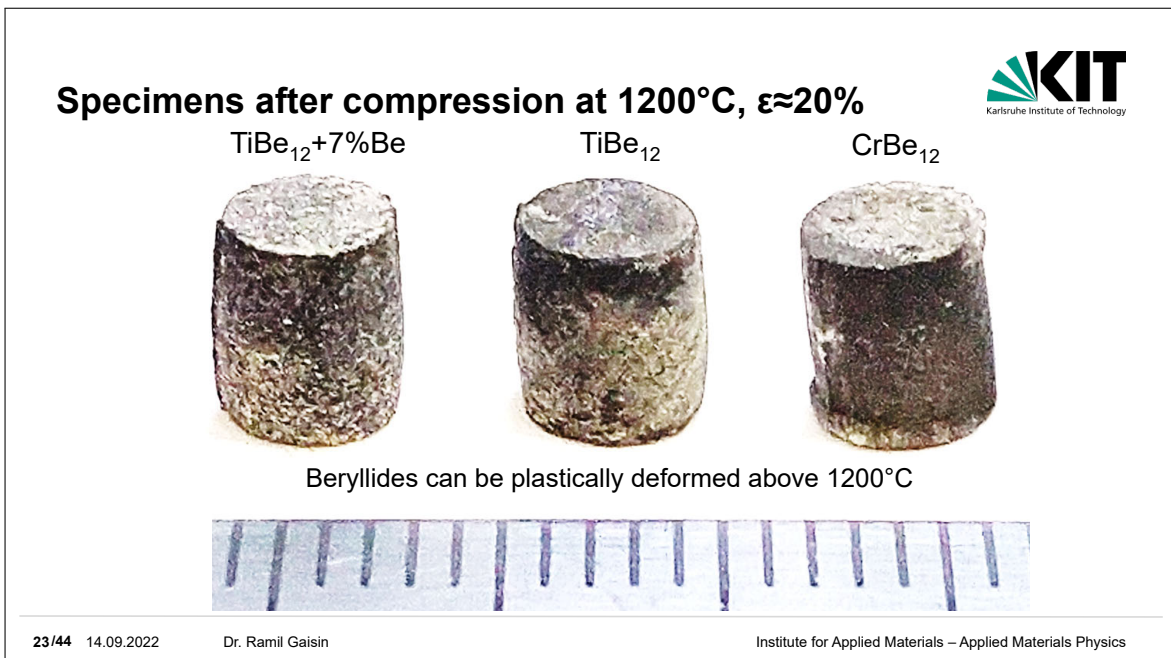 KIT
Karlsruhe Institute of Technology
Specimens after compression at 1200°C, ε≈20%
TiBe₁₂+7%Be TiBe₁₂ CrBe₁₂
Beryllides can be plastically deformed above 1200°C
23/44 14.09.2022 Dr. Ramil Gaisin Institute for Applied Materials – Applied Materials Physics